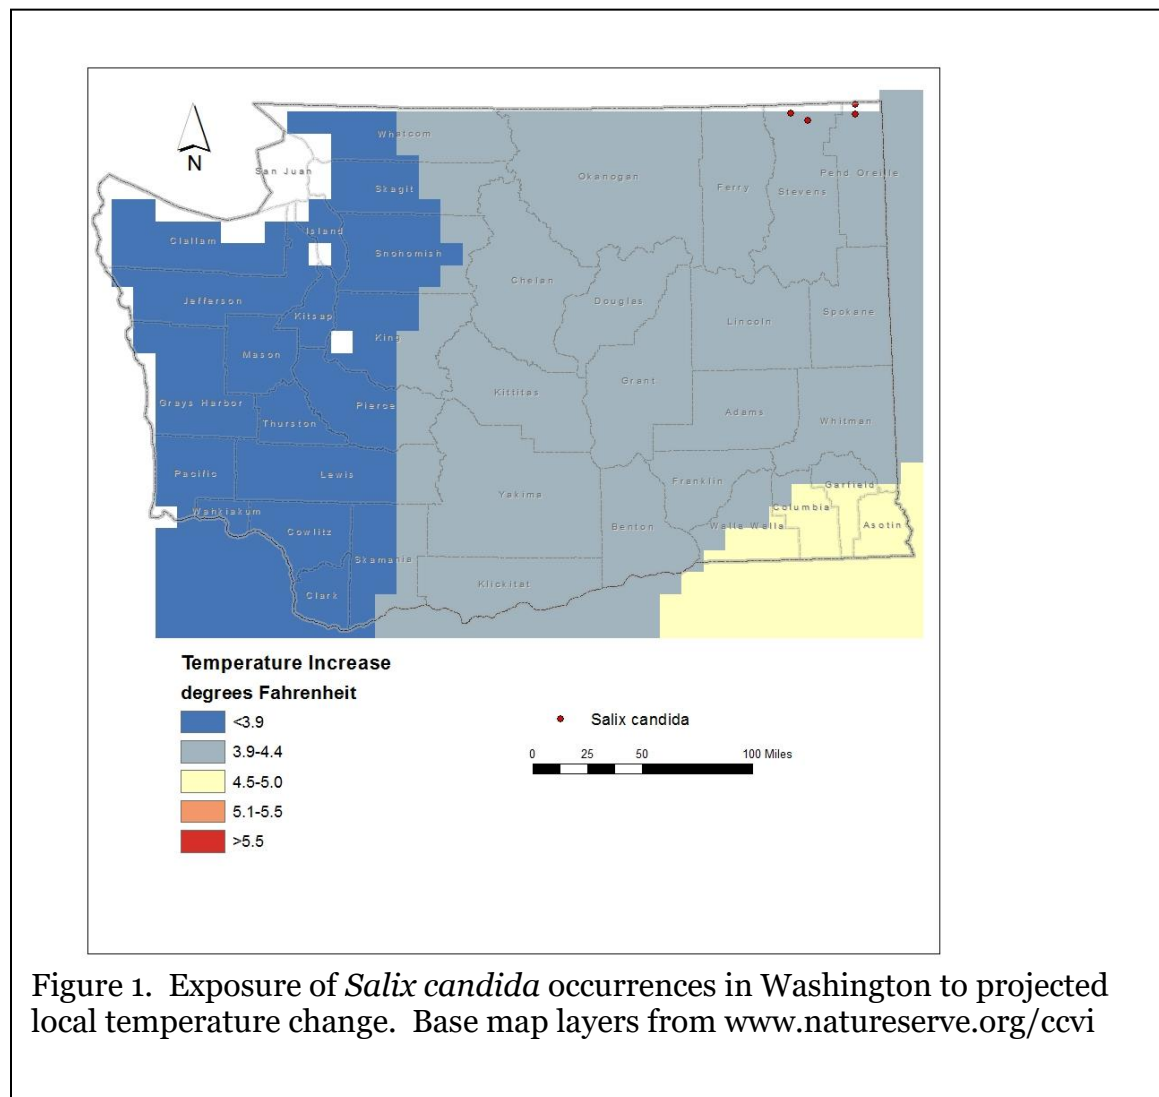 N
Whatcom
San Juan
Skagit
Okanogan
Ferry
Stevens
Pend Oreille
Island
Clallam
Snohomish
Chelan
Jefferson
Kitsap
Douglas
Lincoln
Spokane
King
Mason
Kittitas
Grant
Grays Harbor
Pierce
Adams
Thurston
Whitman
Pacific
Lewis
Yakima
Franklin
Garfield
Wahkiakum
Cowlitz
Benton
Walla Walla
Columbia
Asotin
Skamania
Klickitat
Clark
Temperature Increase
degrees Fahrenheit
<3.9
3.9-4.4
4.5-5.0
5.1-5.5
>5.5
Salix candida
0 25 50 100 Miles
Figure 1. Exposure of Salix candida occurrences in Washington to projected
local temperature change. Base map layers from www.natureserve.org/ccvi